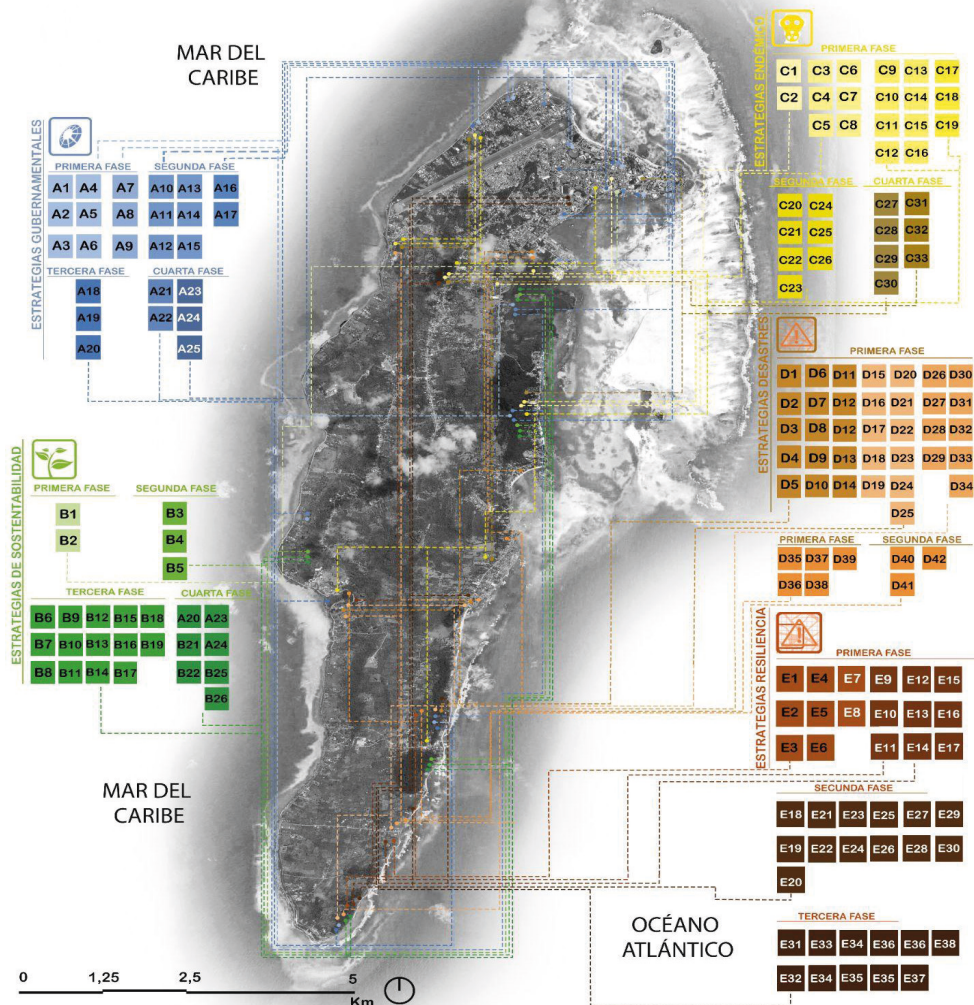 MAR DEL
CARIBE
ESTRATEGIAS GUBERNAMENTALES
PRIMERA FASE
A1 A4 A7
A2 A5 A8
A3 A6 A9
SEGUNDA FASE
A10 A13 A16
A11 A14 A17
A12 A15
TERCERA FASE
A18
A19
A20
CUARTA FASE
A21 A23
A22 A24
A25
ESTRATEGIAS DE SOSTENTABILIDAD
PRIMERA FASE
B1
B2
SEGUNDA FASE
B3
B4
B5
TERCERA FASE
B6 B9 B12 B15 B18
B7 B10 B13 B16 B19
B8 B11 B14 B17
CUARTA FASE
A20 A23
B21 A24
B22 B25
B26
MAR DEL
CARIBE
0 1,25 2,5 5
Km
ESTRATEGIAS ENDÉMICO
PRIMERA FASE
C1 C3 C6 C9 C13 C17
C2 C4 C7 C10 C14 C18
C5 C8 C11 C15 C19
C12 C16
SEGUNDA FASE
C20 C24
C21 C25
C22 C26
C23
CUARTA FASE
C27 C31
C28 C32
C29 C33
C30
ESTRATEGIAS DESASTRES
PRIMERA FASE
D1 D6 D11 D15 D20 D26 D30
D2 D7 D12 D16 D21 D27 D31
D3 D8 D12 D17 D22 D28 D32
D4 D9 D13 D18 D23 D29 D33
D5 D10 D14 D19 D24 D34
D25
PRIMERA FASE
D35 D37 D39
D36 D38
SEGUNDA FASE
D40 D42
D41
ESTRATEGIAS RESILIENCIA
PRIMERA FASE
E1 E4 E7 E9 E12 E15
E2 E5 E8 E10 E13 E16
E3 E6 E11 E14 E17
SEGUNDA FASE
E18 E21 E23 E25 E27 E29
E19 E22 E24 E26 E28 E30
E20
OCÉANO
ATLÁNTICO
TERCERA FASE
E31 E33 E34 E36 E36 E38
E32 E34 E35 E35 E37